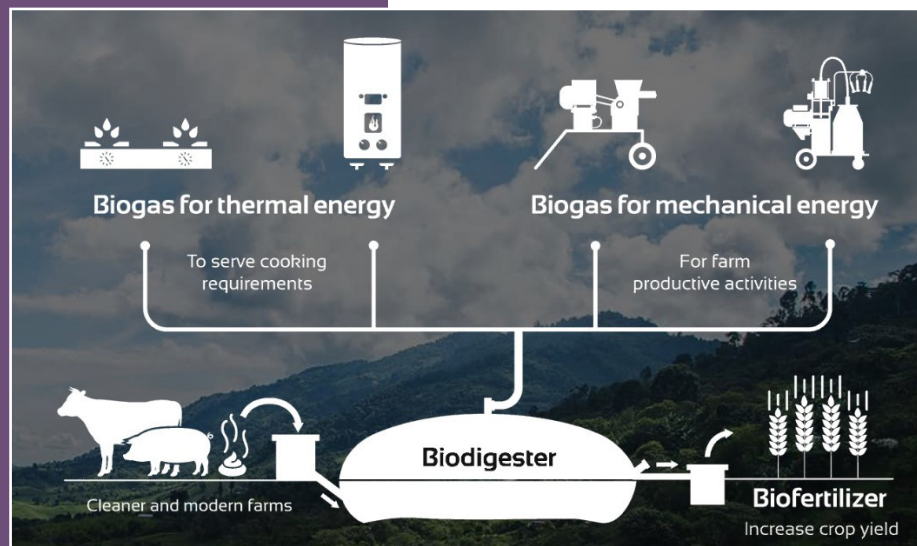 Biogas for thermal energy
Biogas for mechanical energy
To serve cooking
requirements
For farm
productive activities
Biodigester
Cleaner and modern farms
Biofertilizer
Increase crop yield